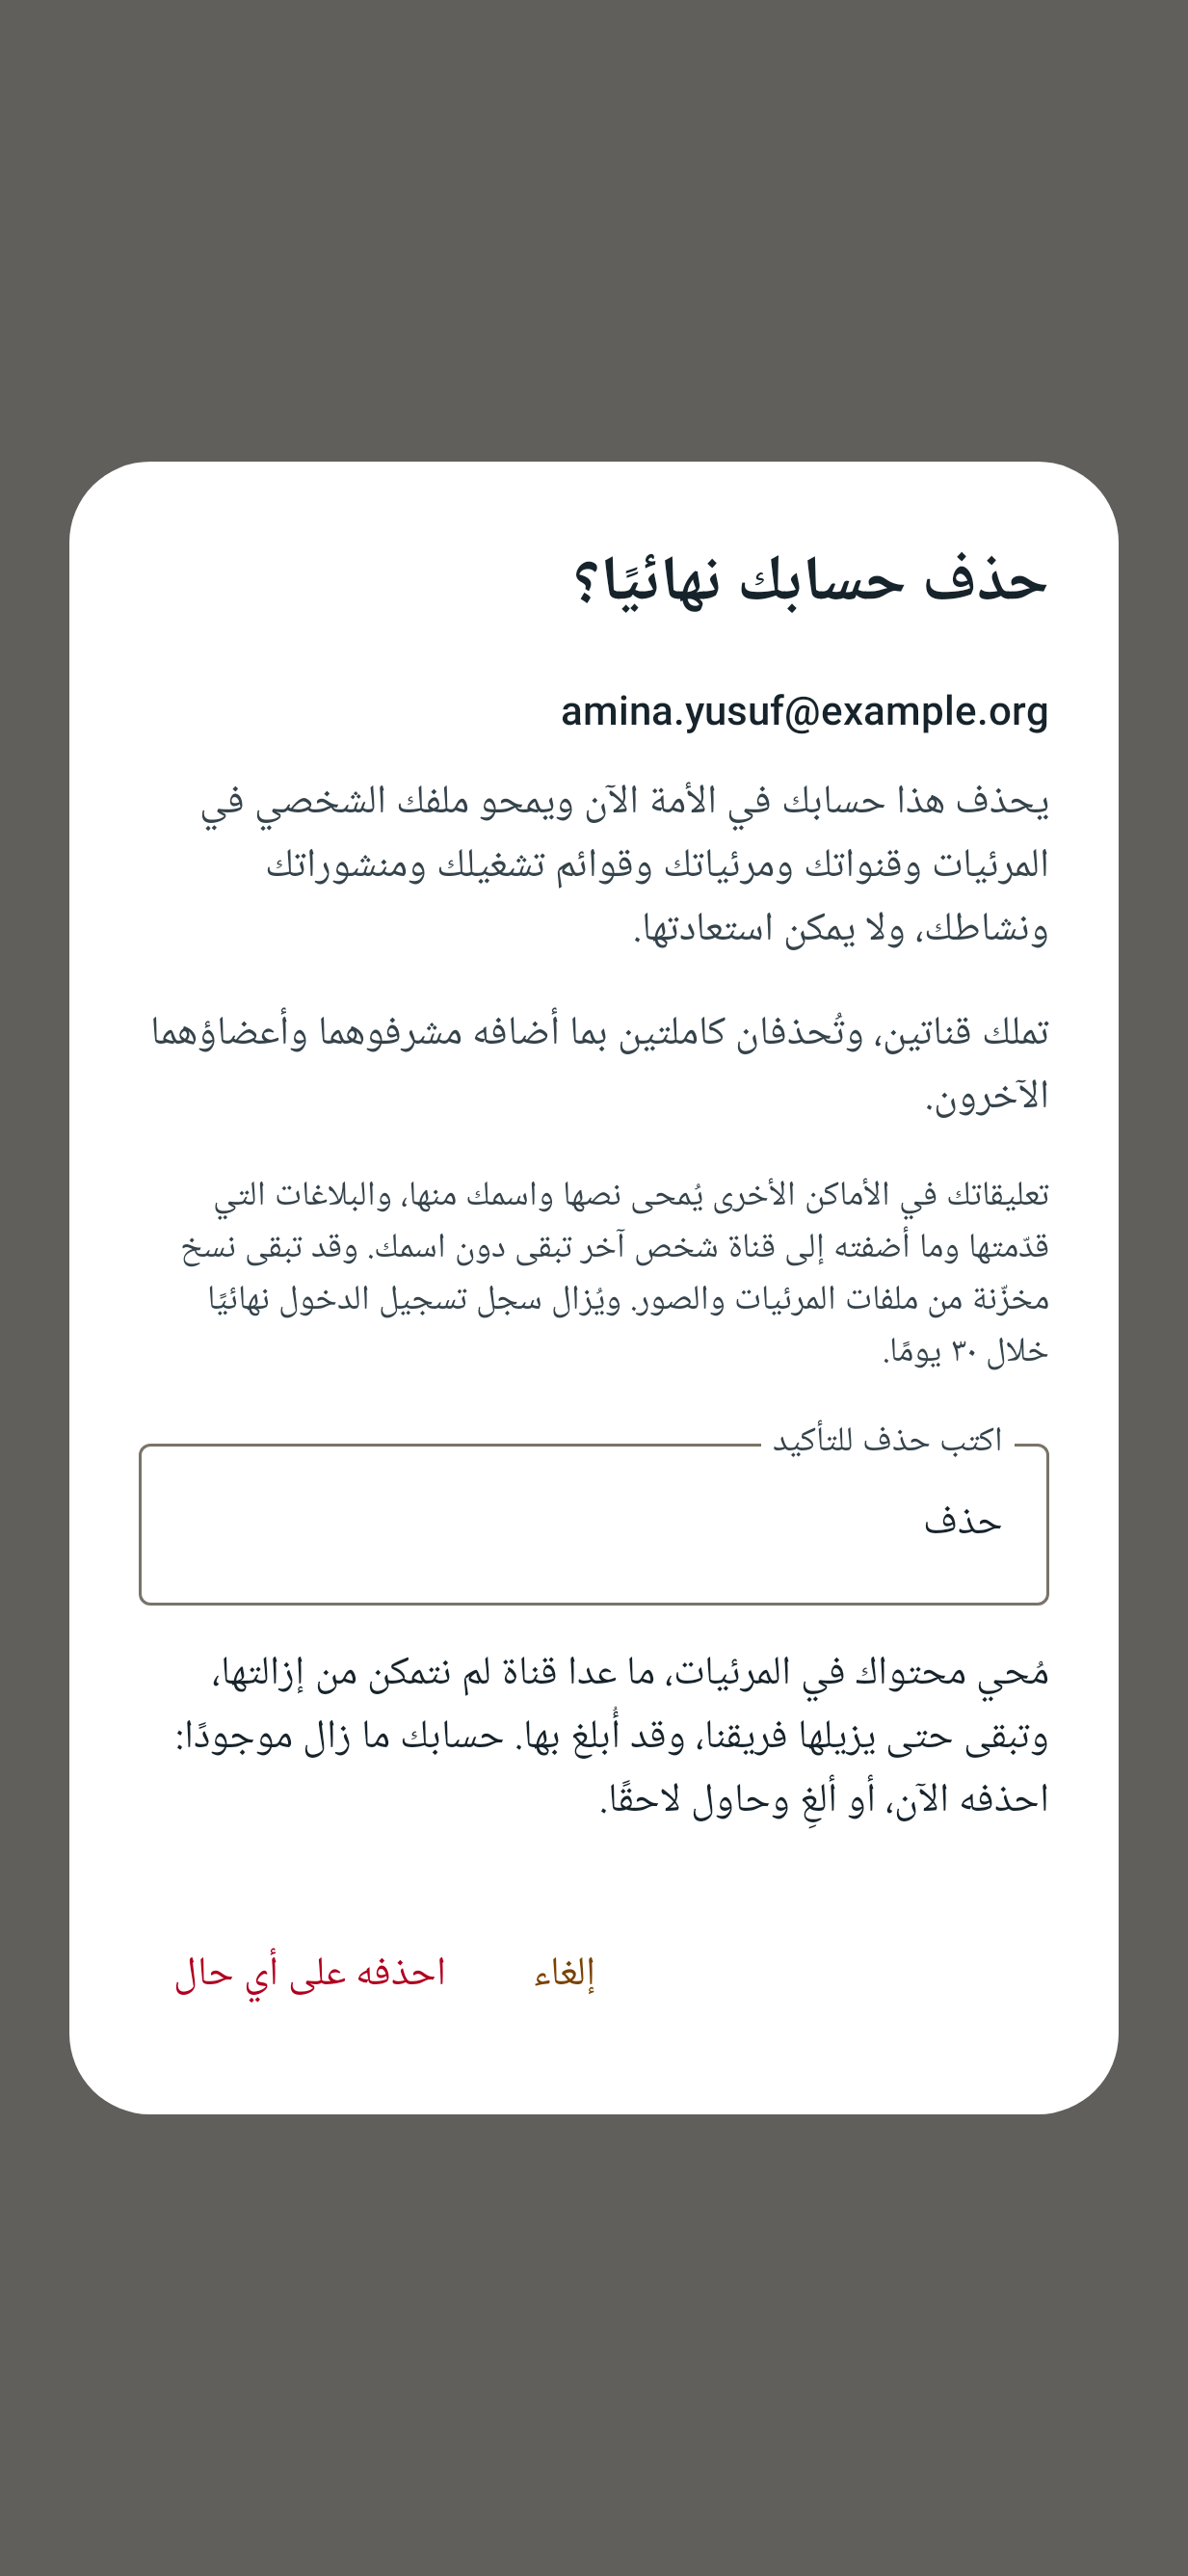 حذف حسابك نهائيًا؟
amina.yusuf@example.org
يحذف هذا حسابك في الأمة الآن ويمحو ملفك الشخصي في
المرئيات وقنواتك ومرئياتك وقوائم تشغيلك ومنشوراتك
ونشاطك، ولا يمكن استعادتها.
تملك قناتين، وتُحذفان كاملتين بما أضافه مشرفوهما وأعضاؤهما
الآخرون.
تعليقاتك في الأماكن الأخرى يُمحى نصها واسمك منها، والبلاغات التي
قدّمتها وما أضفته إلى قناة شخص آخر تبقى دون اسمك. وقد تبقى نسخ
مخزّنة من ملفات المرئيات والصور. ويُزال سجل تسجيل الدخول نهائيًا
خلال ٣٠ يومًا.
اكتب حذف للتأكيد
حذف
مُحي محتواك في المرئيات، ما عدا قناة لم نتمكن من إزالتها،
وتبقى حتى يزيلها فريقنا، وقد أُبلغ بها. حسابك ما زال موجودًا:
احذفه الآن، أو ألغِ وحاول لاحقًا.
إلغاء
احذفه على أي حال